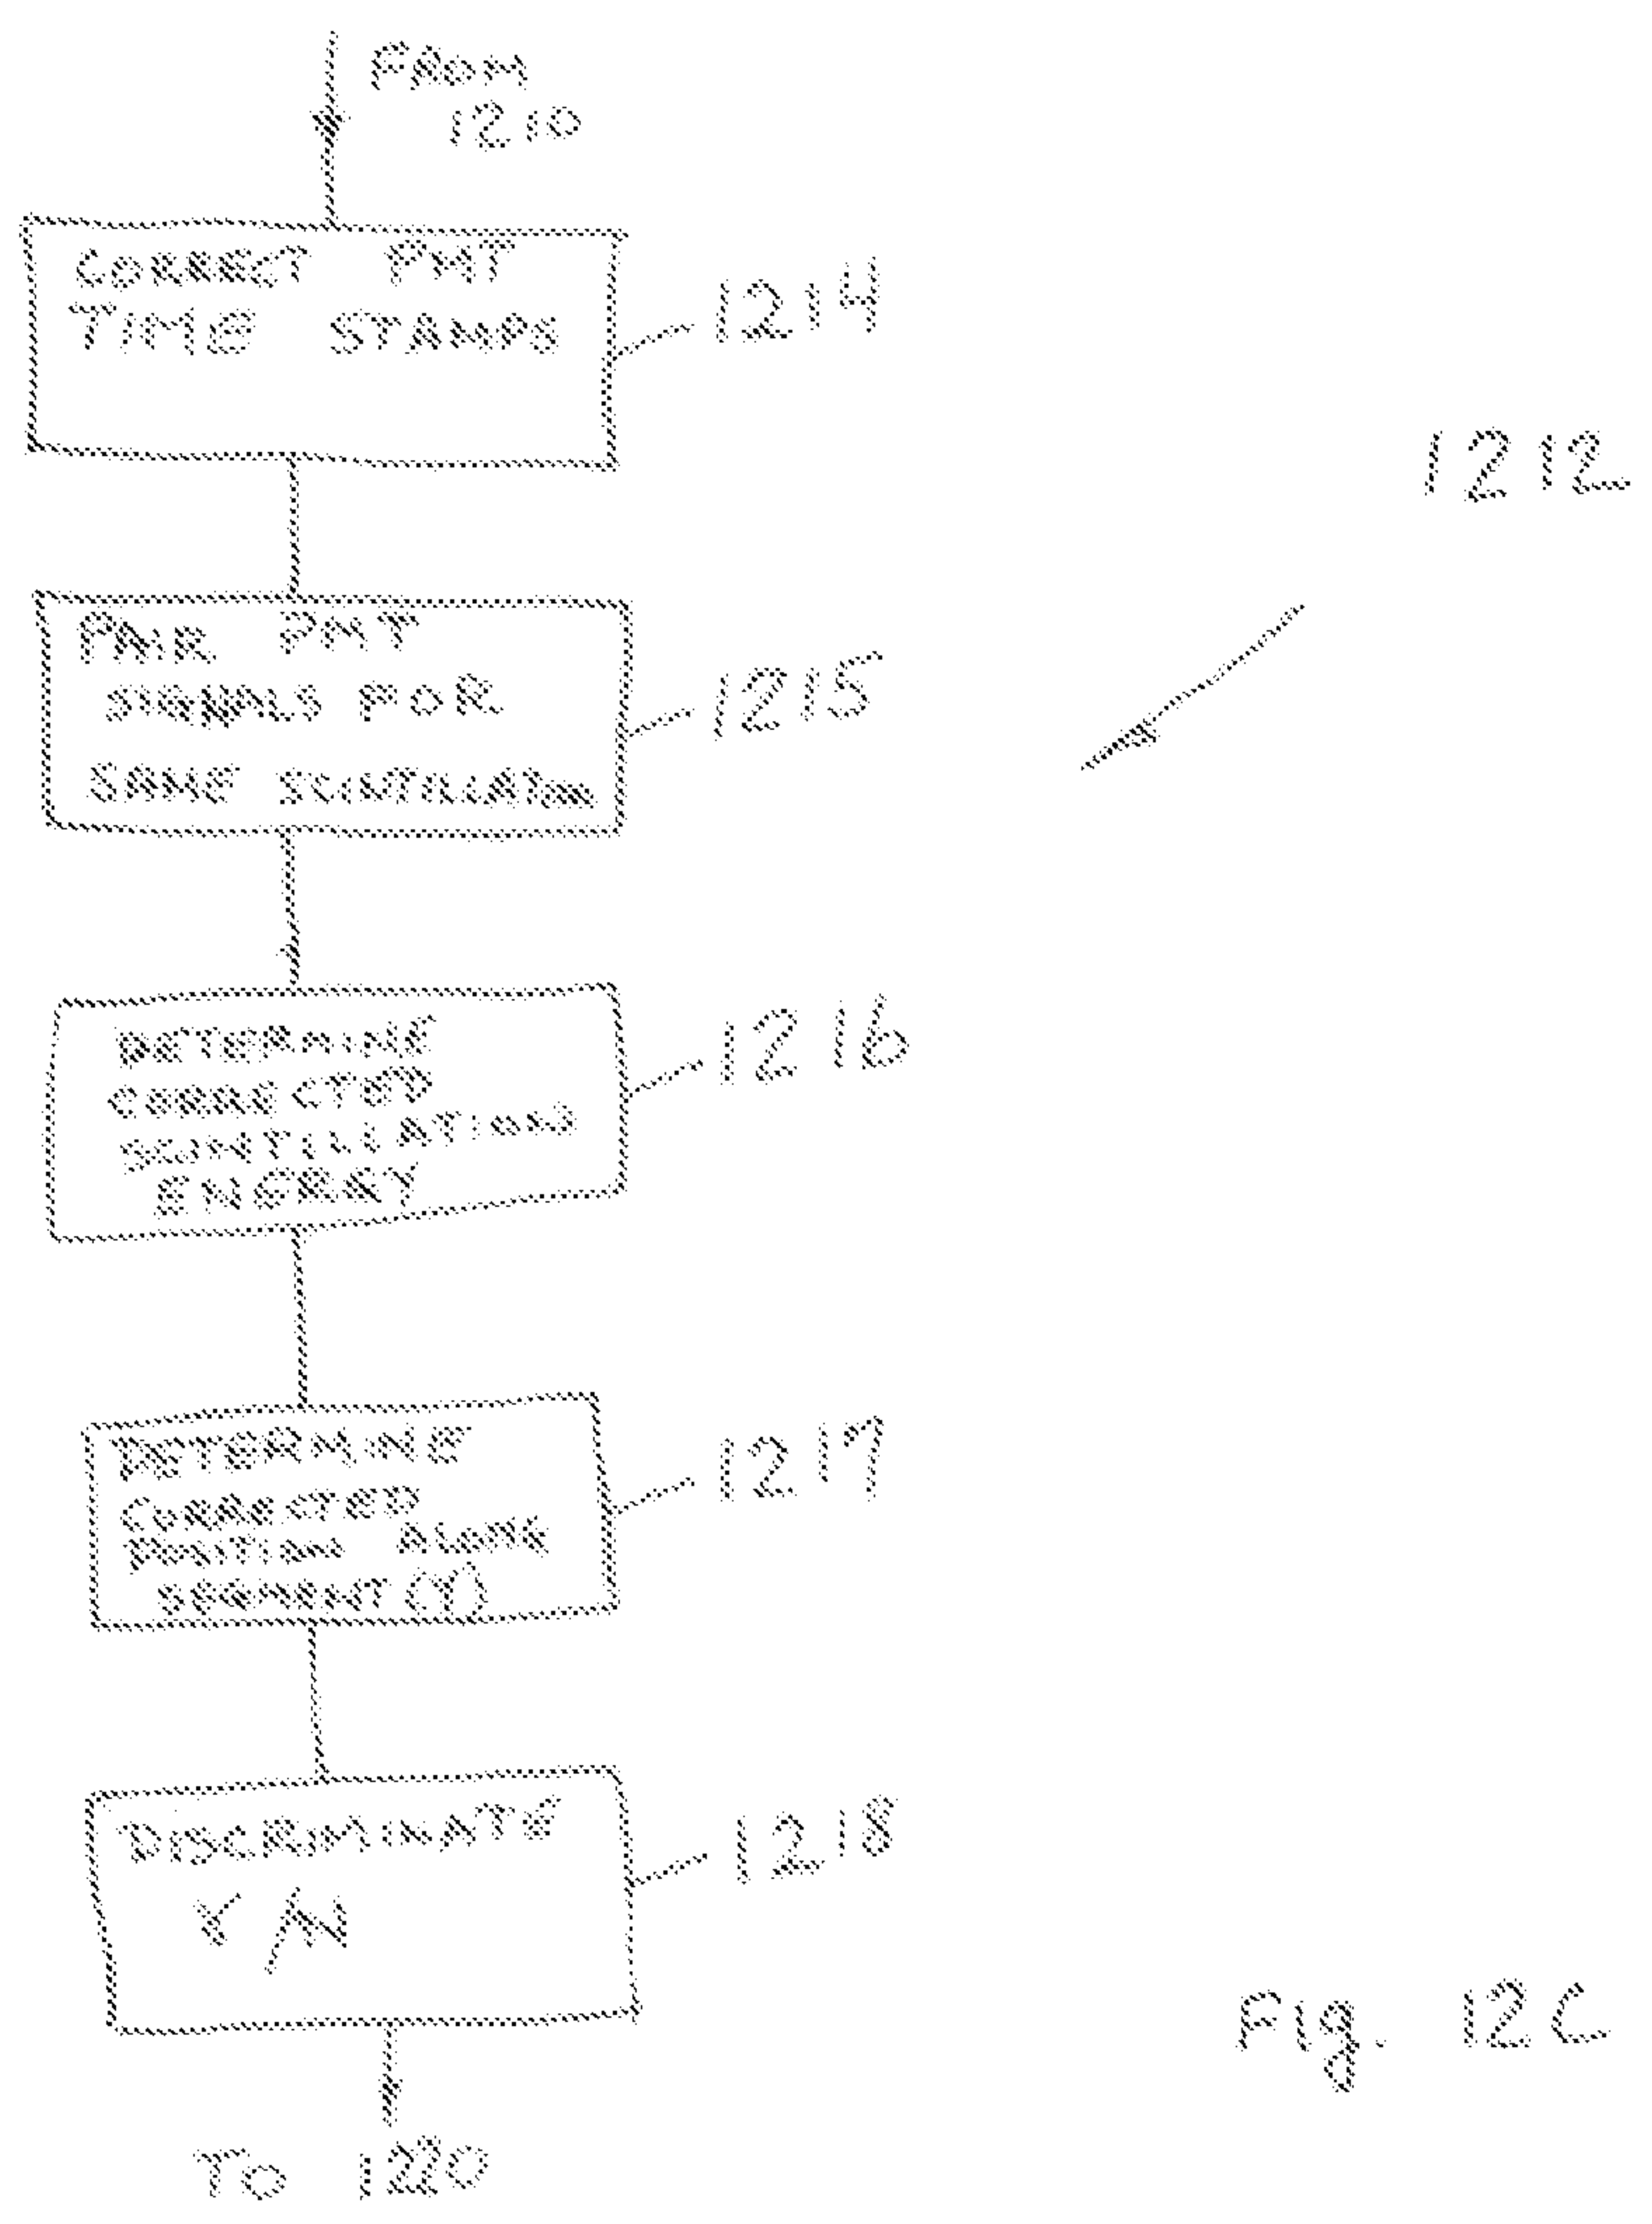 FROM
1210
CORRECT PMT
TIME STAMPS
1214
1212
PAIR PMT
SIGNALS FOR
SAME SCINTILLATION
1215
DETERMINE
CORRECTED
SCINTILLATIONS
ENERGY
1216
DETERMINE
CORRECTED
POSITION ALONG
SEGMENT (Y)
1217
DISCRIMINATE
γ/N
1218
Fig. 12C
To 1220